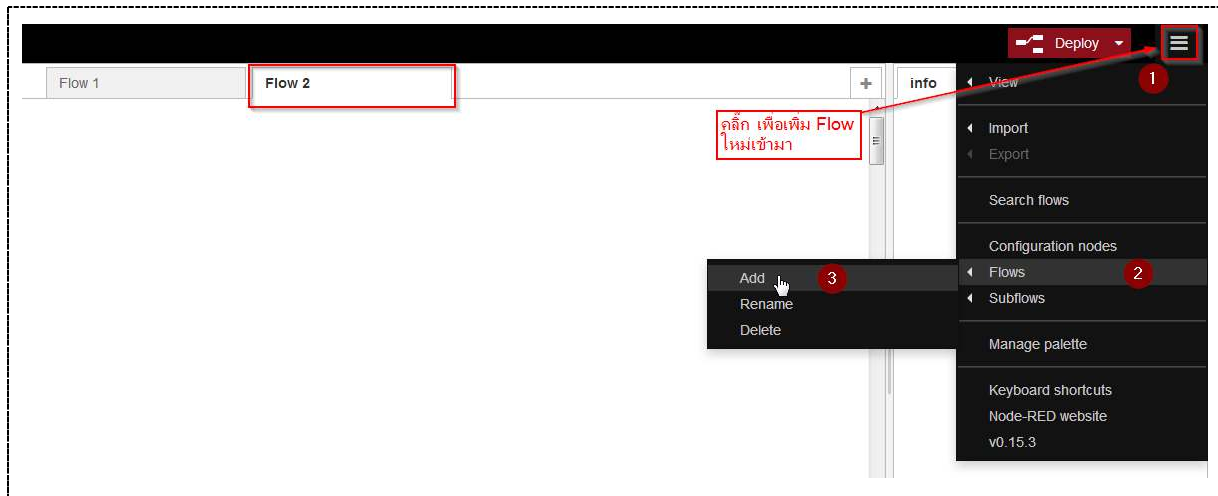 Deploy
Flow 1
Flow 2
+
info
View
1
คลิ๊ก เพื่อเพิ่ม Flow
ใหม่เข้ามา
Import
Export
Search flows
Configuration nodes
Flows
2
Add
3
Rename
Delete
Subflows
Manage palette
Keyboard shortcuts
Node-RED website
v0.15.3